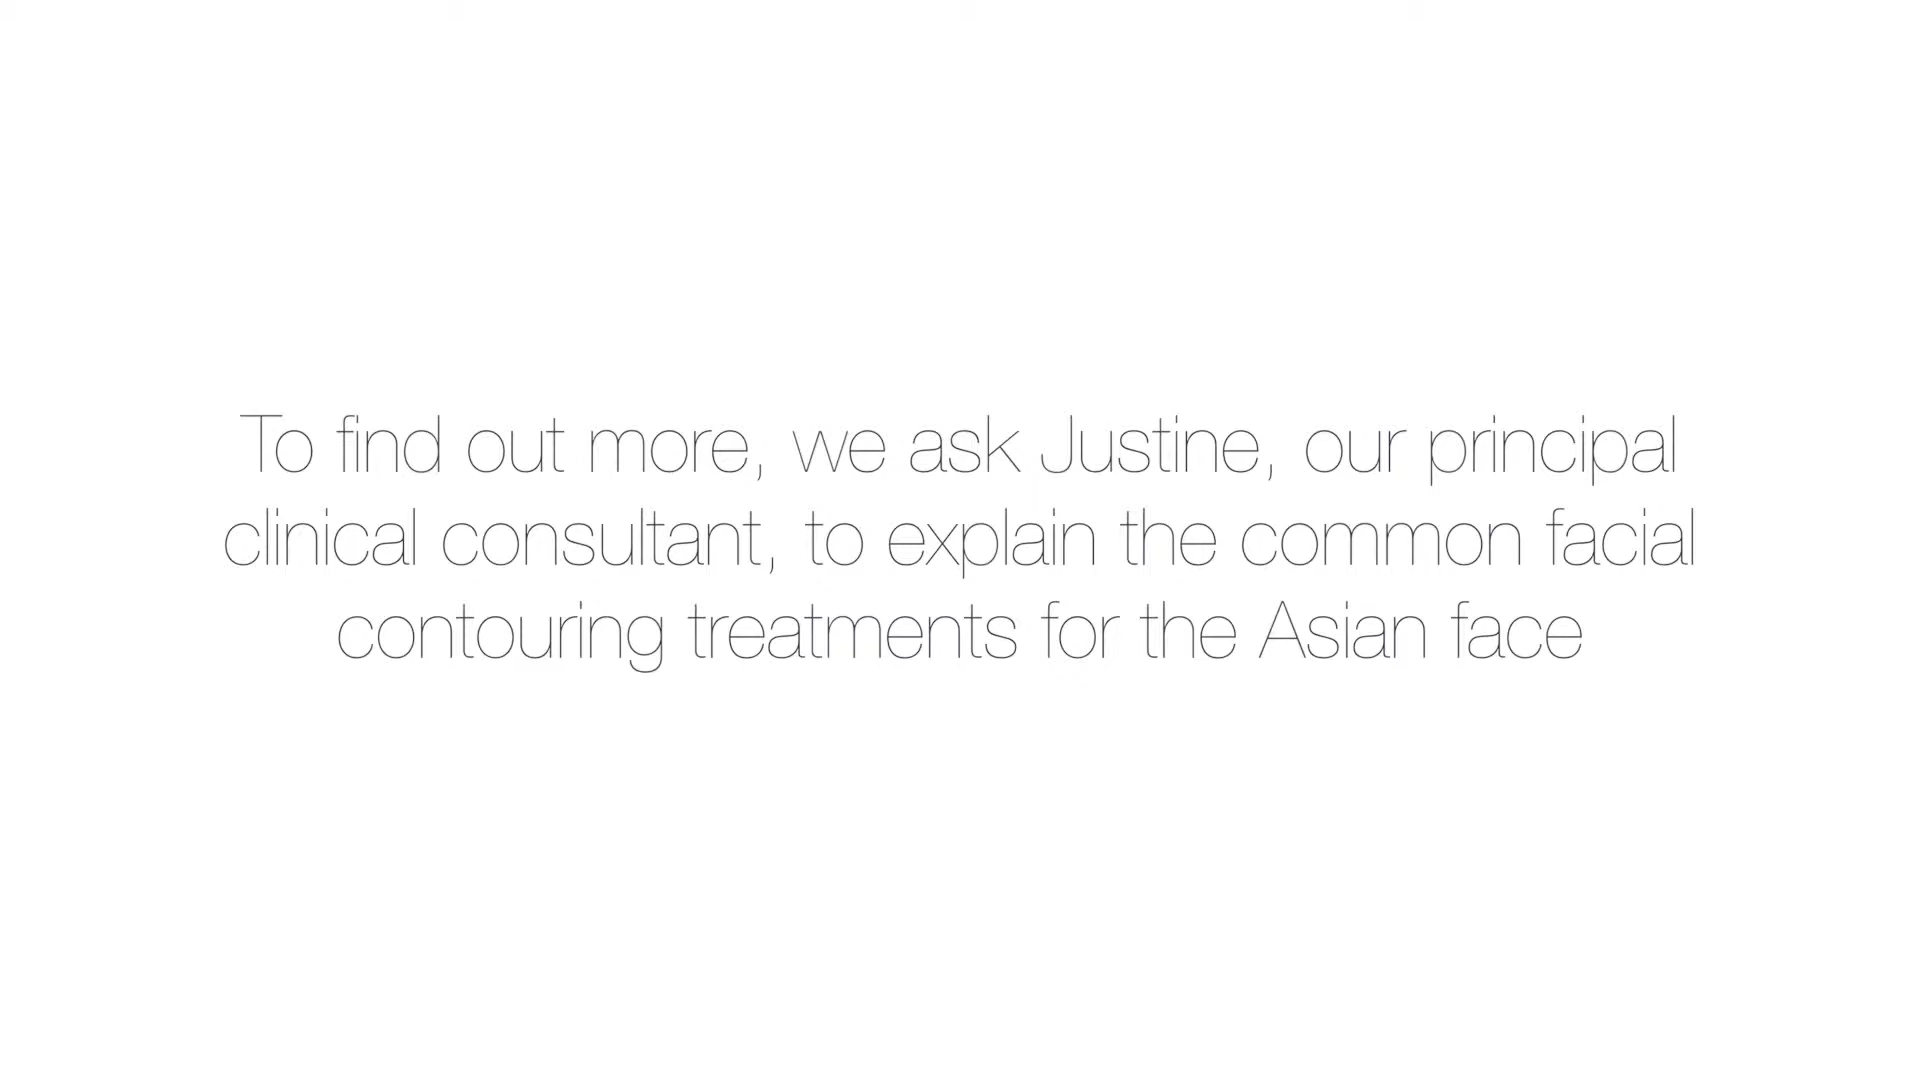 To find out more, we ask Justine, our principal
clinical consultant, to explain the common facial
contouring treatments for the Asian face